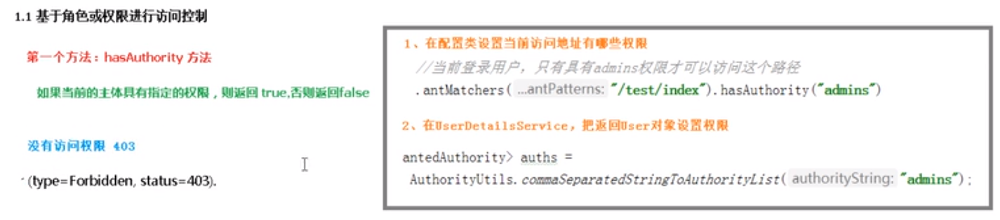 1.1 基于角色或权限进行访问控制
第一个方法：hasAuthority 方法
如果当前的主体具有指定的权限，则返回 true,否则返回false
没有访问权限 403
(type=Forbidden, status=403).
1、在配置类设置当前访问地址有哪些权限
//当前登录用户，只有具有admins权限才可以访问这个路径
.antMatchers( ...antPatterns: "/test/index").hasAuthority("admins")
2、在UserDetailsService，把返回User对象设置权限
antedAuthority> auths =
AuthorityUtils.commaSeparatedStringToAuthorityList( authorityString: "admins");